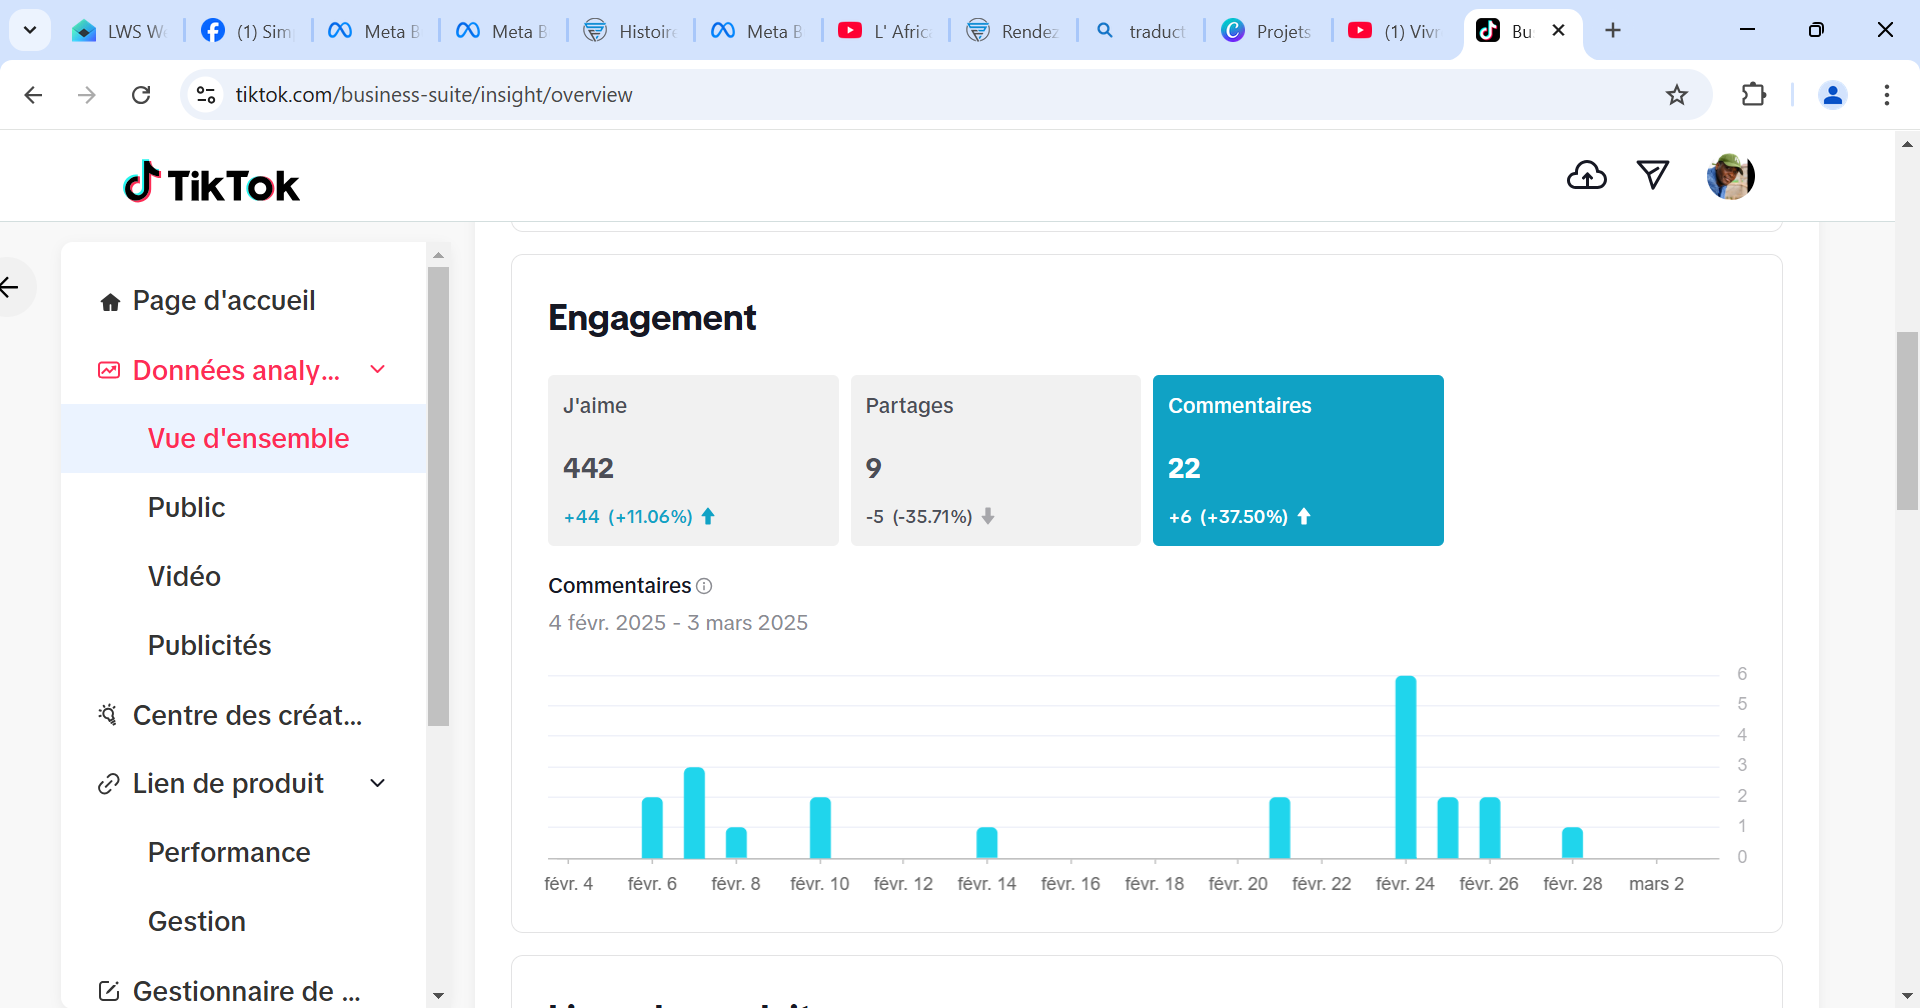 LWS W
(1) Sim
Meta B
Meta B
Histoire
Meta B
L' Afric
Rendez
traduct
Projets
(1) Vivr
Bu
tiktok.com/business-suite/insight/overview
TikTok
Page d'accueil
Données analy...
Vue d'ensemble
Public
Vidéo
Publicités
Centre des créat...
Lien de produit
Performance
Gestion
Gestionnaire de ...
Engagement
J'aime
442
+44 (+11.06%)
Partages
9
-5 (-35.71%)
Commentaires
22
+6 (+37.50%)
Commentaires
4 févr. 2025 - 3 mars 2025
6
5
4
3
2
1
0
févr. 4 févr. 6 févr. 8 févr. 10 févr. 12 févr. 14 févr. 16 févr. 18 févr. 20 févr. 22 févr. 24 févr. 26 févr. 28 mars 2